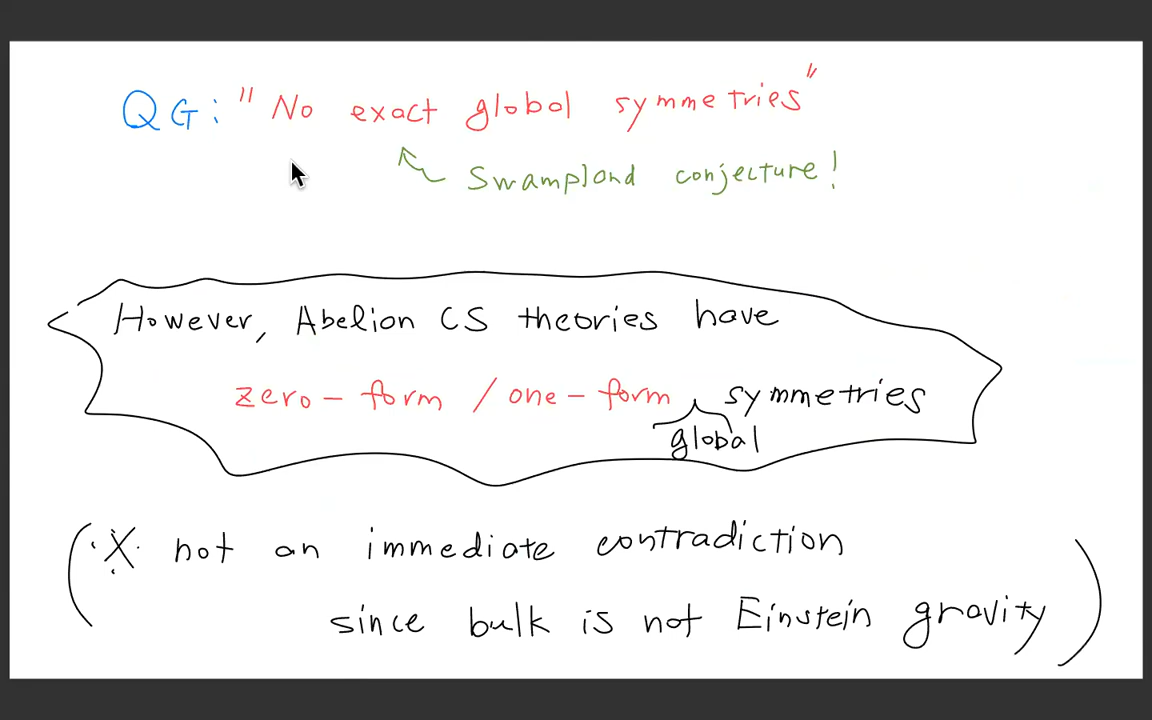 QG: "No exact global symmetries"
Swampland conjecture!
However, Abelian CS theories have
zero-form / one-form global symmetries
(※ not an immediate contradiction
since bulk is not Einstein gravity)